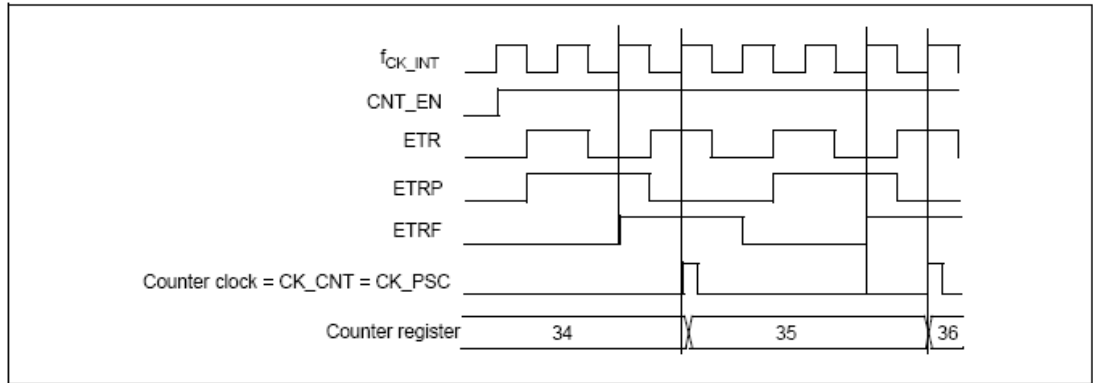 fCK_INT
CNT_EN
ETR
ETRP
ETRF
Counter clock = CK_CNT = CK_PSC
Counter register 34 35 36